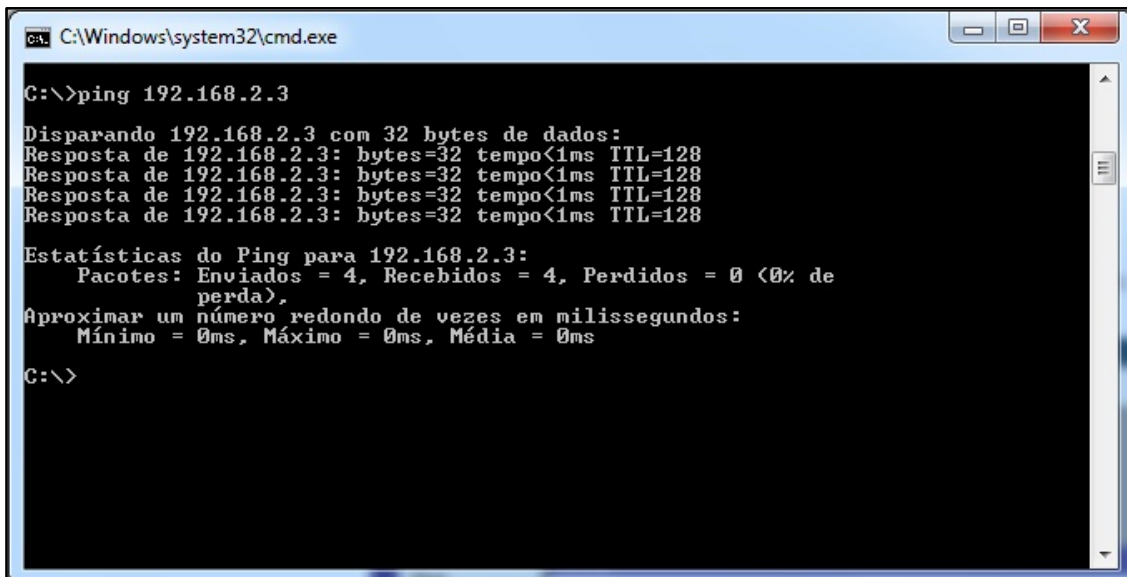 C:\Windows\system32\cmd.exe
C:\>ping 192.168.2.3
Disparando 192.168.2.3 com 32 bytes de dados:
Resposta de 192.168.2.3: bytes=32 tempo<1ms TTL=128
Resposta de 192.168.2.3: bytes=32 tempo<1ms TTL=128
Resposta de 192.168.2.3: bytes=32 tempo<1ms TTL=128
Resposta de 192.168.2.3: bytes=32 tempo<1ms TTL=128
Estatísticas do Ping para 192.168.2.3:
Pacotes: Enviados = 4, Recebidos = 4, Perdidos = 0 (0% de
perda),
Aproximar um número redondo de vezes em milissegundos:
Mínimo = 0ms, Máximo = 0ms, Média = 0ms
C:\>